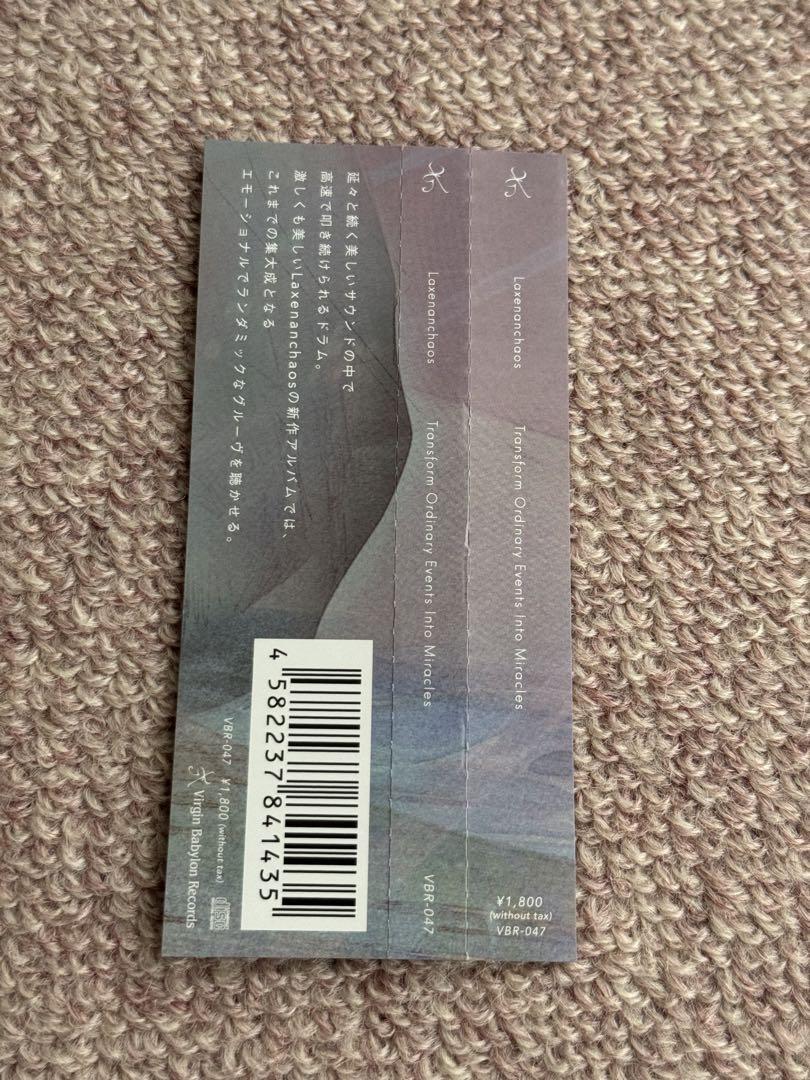 Laxenanchaos Transform Ordinary Events Into Miracles
¥1,800
(without tax)
VBR-047
Laxenanchaos Transform Ordinary Events Into Miracles VBR-047
延々と続く美しいサウンドの中で
高速で叩き続けられるドラム。
激しくも美しいLaxenanchaosの新作アルバムでは、
これまでの集大成となる
エモーショナルでランダミックなグルーヴを聴かせる。
4 582237 841435
VBR-047 ¥1,800 (without tax)
Virgin Babylon Records
disc